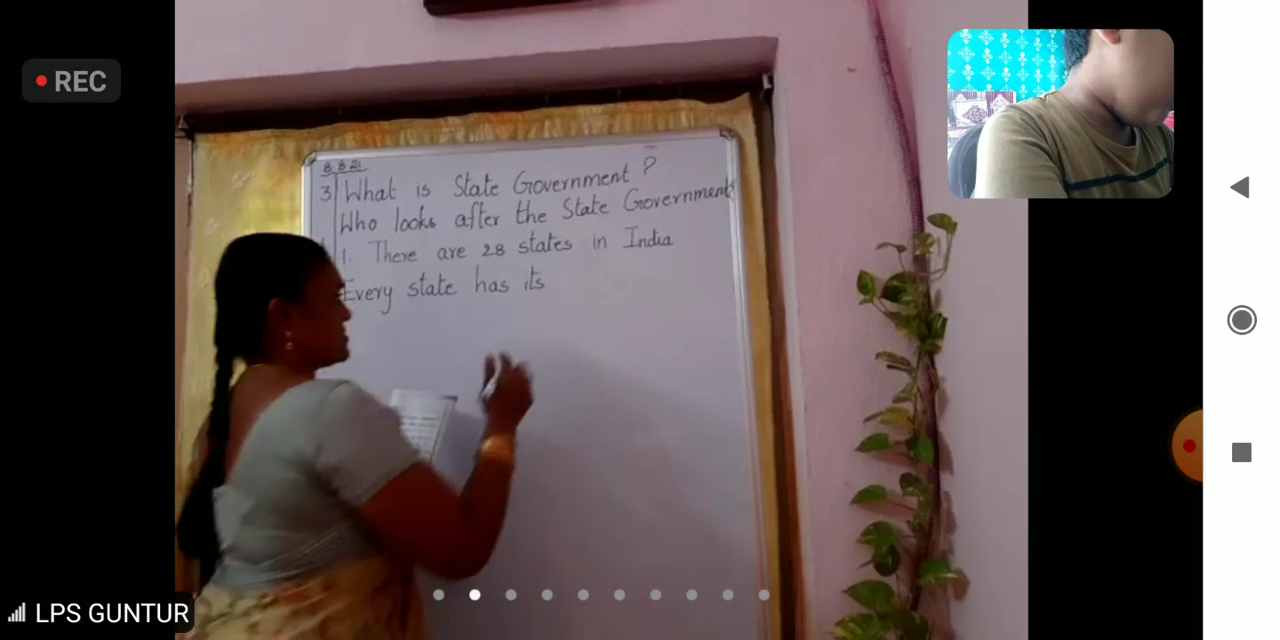 REC
8.8.21
3 What is State Government ?
Who looks after the State Government
1. There are 28 states in India
Every state has its
LPS GUNTUR